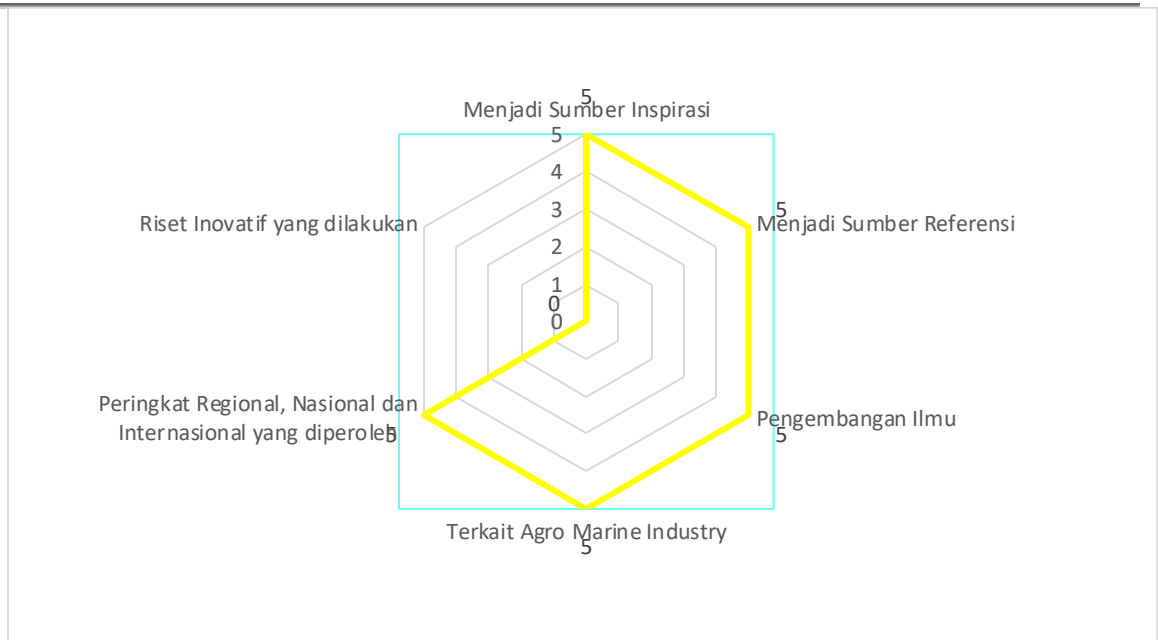 5
Menjadi Sumber Inspirasi
5
4
3
2
1
0
0
5
Menjadi Sumber Referensi
Riset Inovatif yang dilakukan
Peringkat Regional, Nasional dan
Internasional yang diperoleh
5
Pengembangan Ilmu
5
Terkait Agro Marine Industry
5